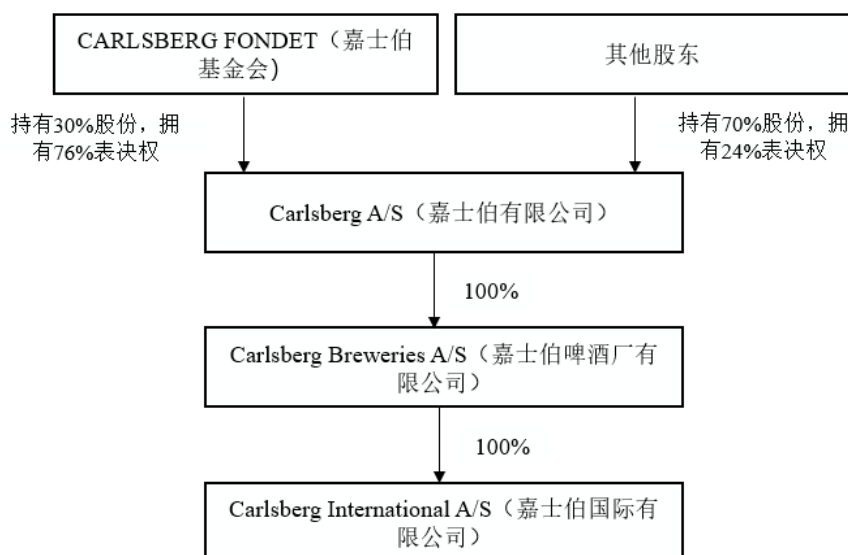 CARLSBERG FONDET（嘉士伯
基金会）
其他股东
持有30%股份，拥
有76%表决权
持有70%股份，拥
有24%表决权
Carlsberg A/S（嘉士伯有限公司）
100%
Carlsberg Breweries A/S（嘉士伯啤酒厂有
限公司）
100%
Carlsberg International A/S（嘉士伯国际有
限公司）